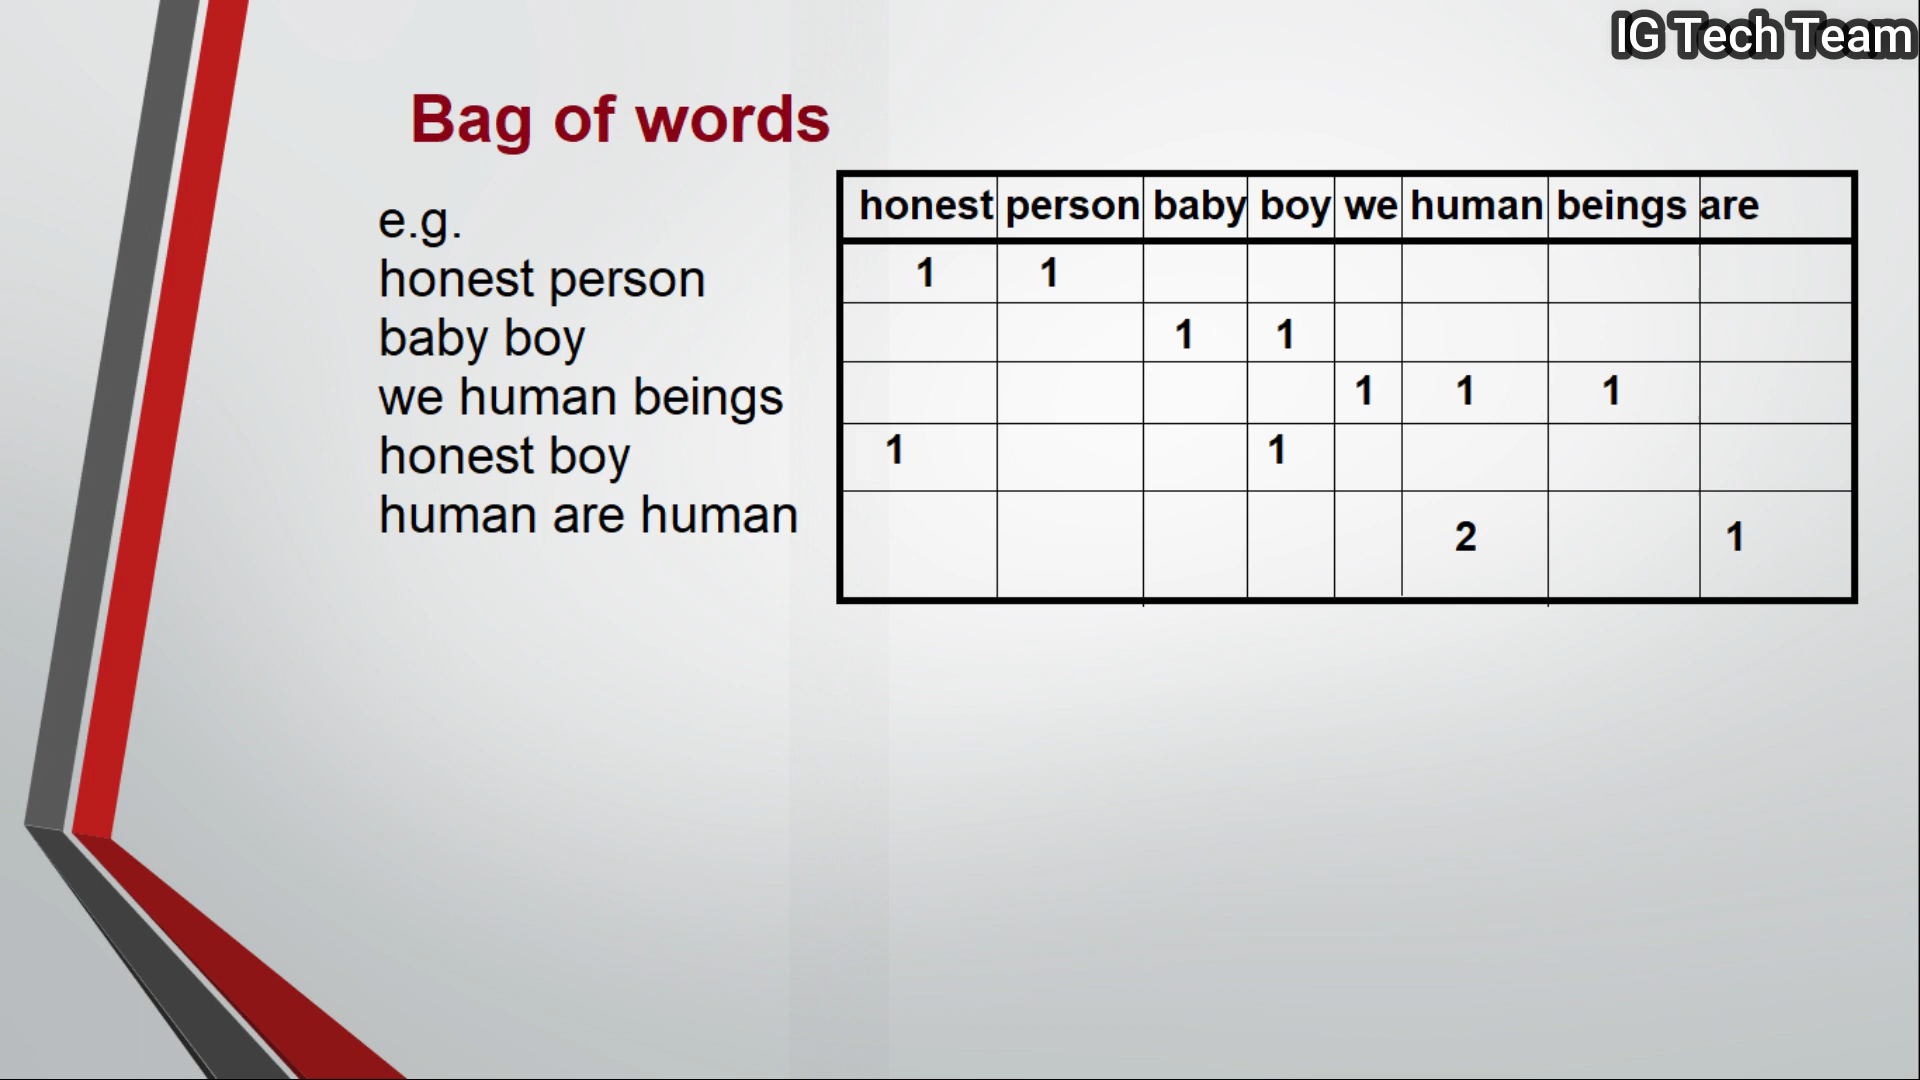 IG Tech Team
Bag of words
e.g.
honest person
baby boy
we human beings
honest boy
human are human
honest person baby boy we human beings are
1 1
1 1
1 1 1
1 1
2 1